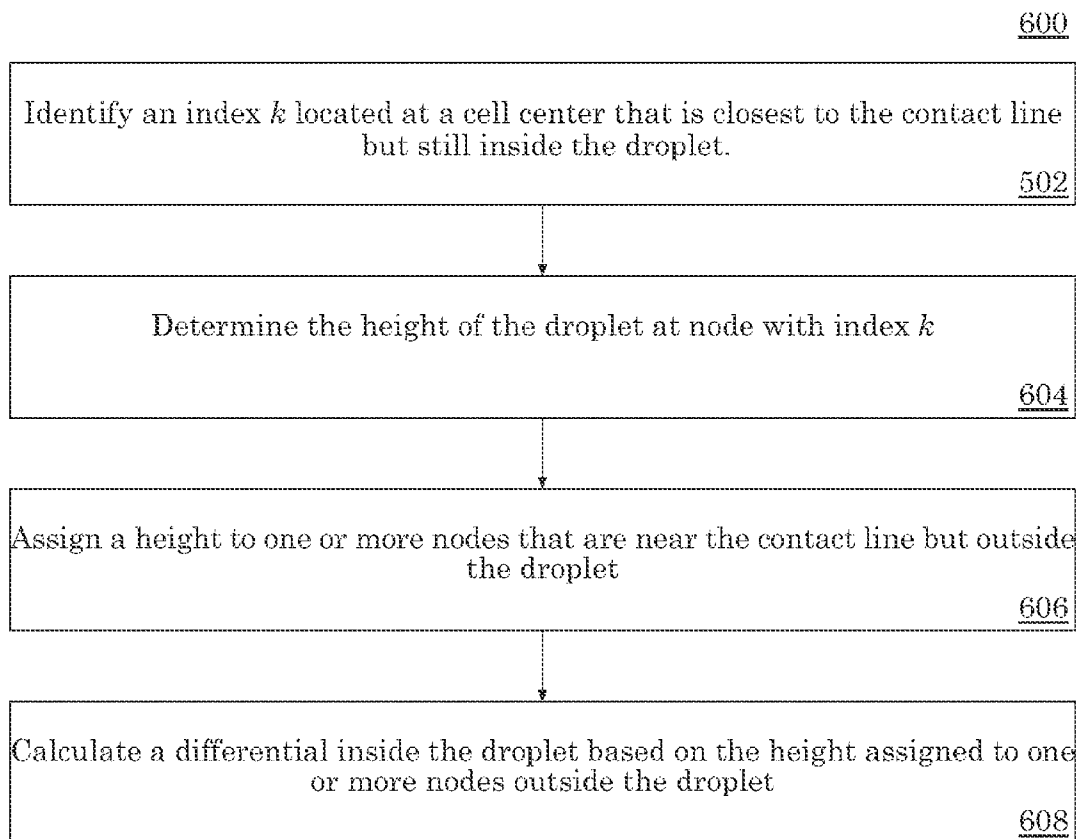 600
Identify an index k located at a cell center that is closest to the contact line
but still inside the droplet.
502
Determine the height of the droplet at node with index k
604
Assign a height to one or more nodes that are near the contact line but outside
the droplet
606
Calculate a differential inside the droplet based on the height assigned to one
or more nodes outside the droplet
608